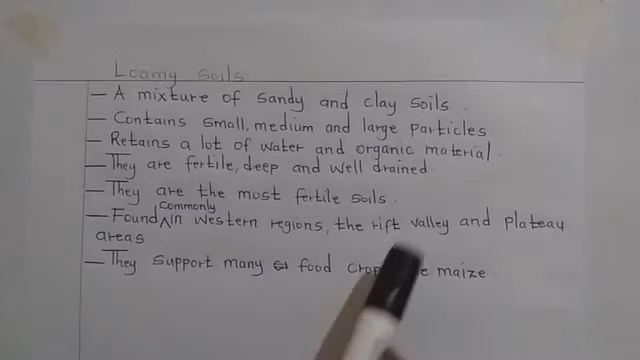 Loamy soils
— A mixture of sandy and clay soils.
— Contains small, medium and large particles
— Retains a lot of water and organic material.
— They are fertile, deep and well drained.
— They are the most fertile soils.
commonly
— Found ^ in western regions, the rift valley and plateau
areas
— They support many food maize.